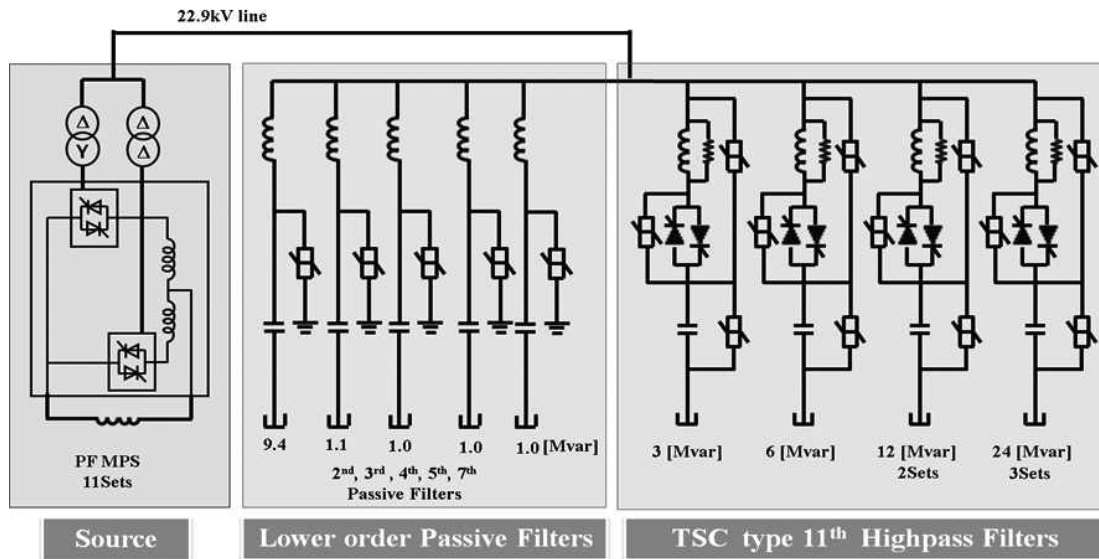 22.9kV line
Δ
Y
Δ
Δ
PF MPS
11Sets
9.4
1.1
1.0
1.0
1.0 [Mvar]
2nd, 3rd , 4th, 5th, 7th
Passive Filters
3 [Mvar]
6 [Mvar]
12 [Mvar]
2Sets
24 [Mvar]
3Sets
Source
Lower order Passive Filters
TSC type 11th Highpass Filters